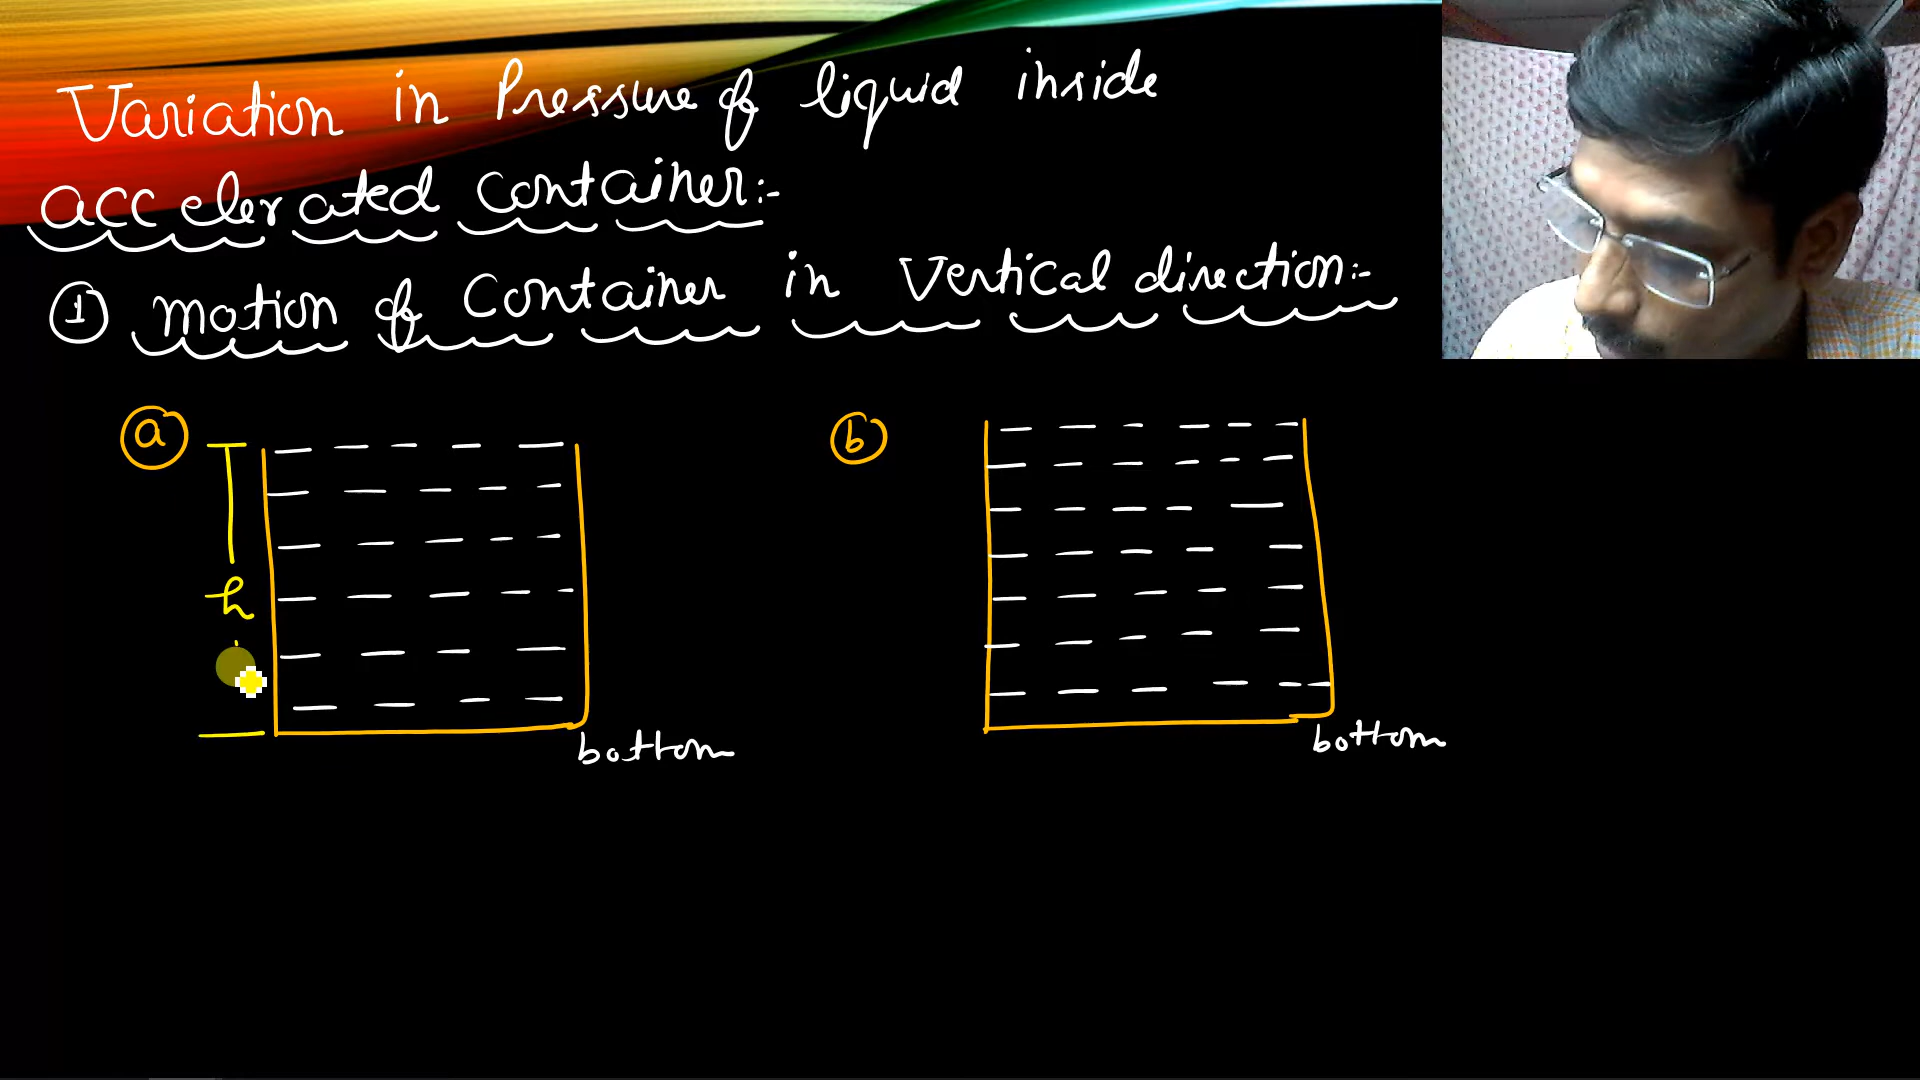 Variation in Pressure of liquid inside
accelerated Container:-
① motion of Container in Vertical direction:-
ⓐ
ⓑ
h
bottom
bottom